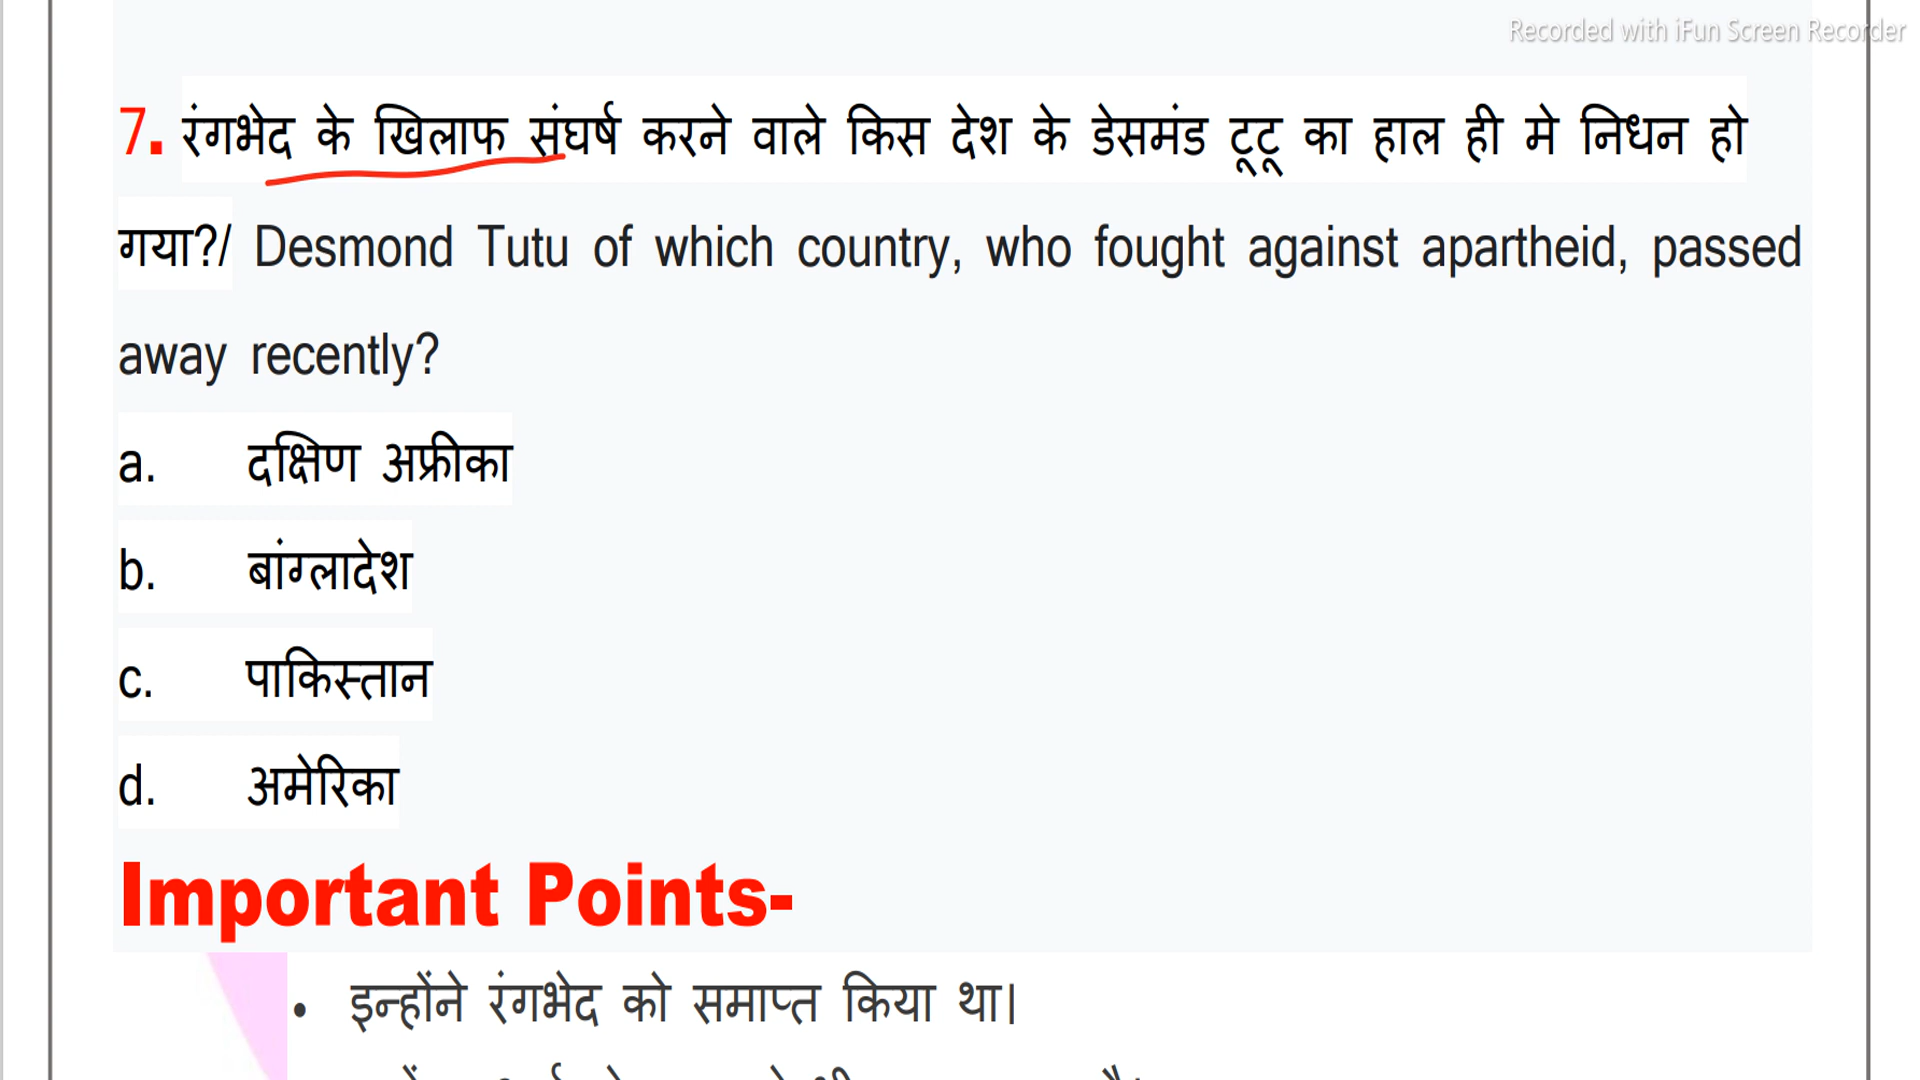 Recorded with iFun Screen Recorder
7. रंगभेद के खिलाफ संघर्ष करने वाले किस देश के डेसमंड टूटू का हाल ही मे निधन हो
गया?/ Desmond Tutu of which country, who fought against apartheid, passed
away recently?
a. दक्षिण अफ्रीका
b. बांग्लादेश
c. पाकिस्तान
d. अमेरिका
Important Points-
• इन्होंने रंगभेद को समाप्त किया था।